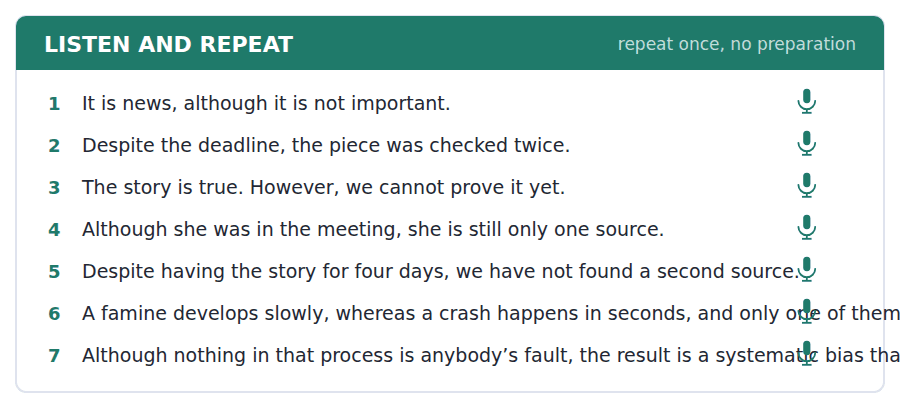 LISTEN AND REPEAT
repeat once, no preparation
1 It is news, although it is not important.
2 Despite the deadline, the piece was checked twice.
3 The story is true. However, we cannot prove it yet.
4 Although she was in the meeting, she is still only one source.
5 Despite having the story for four days, we have not found a second source.
6 A famine develops slowly, whereas a crash happens in seconds, and only one of them
7 Although nothing in that process is anybody’s fault, the result is a systematic bias tha